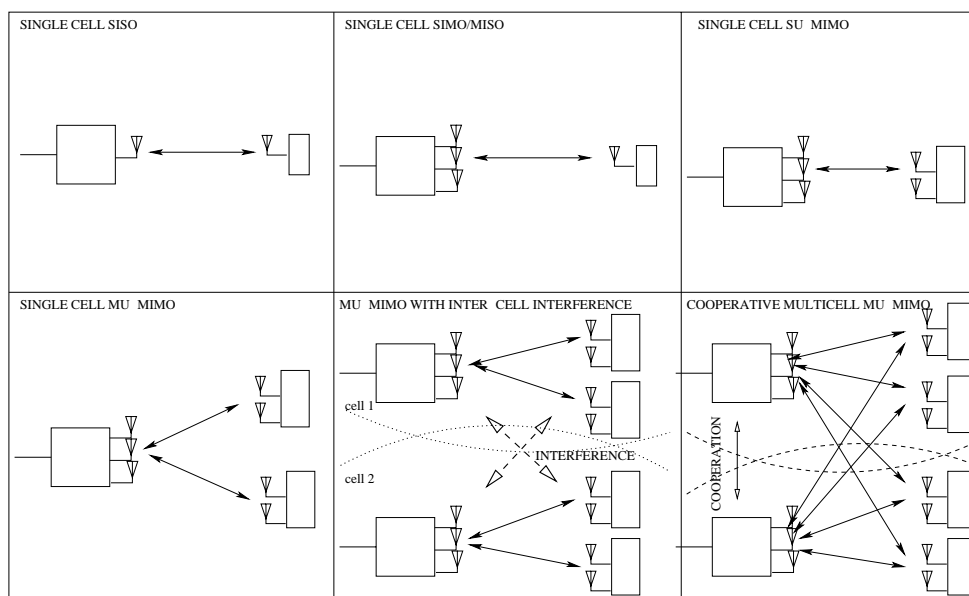 SINGLE CELL SISO
SINGLE CELL SIMO/MISO
SINGLE CELL SU MIMO
SINGLE CELL MU MIMO
MU MIMO WITH INTER CELL INTERFERENCE
COOPERATIVE MULTICELL MU MIMO
cell 1
INTERFERENCE
cell 2
COOPERATION